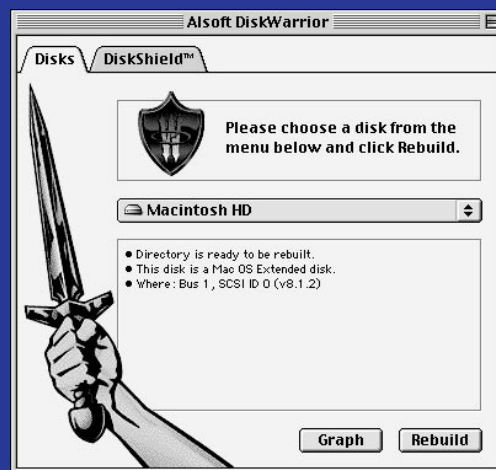 Alsoft DiskWarrior
Disks
DiskShield™
Please choose a disk from the
menu below and click Rebuild.
Macintosh HD
● Directory is ready to be rebuilt.
● This disk is a Mac OS Extended disk.
● Where: Bus 1, SCSI ID 0 (v8.1.2)
Graph
Rebuild